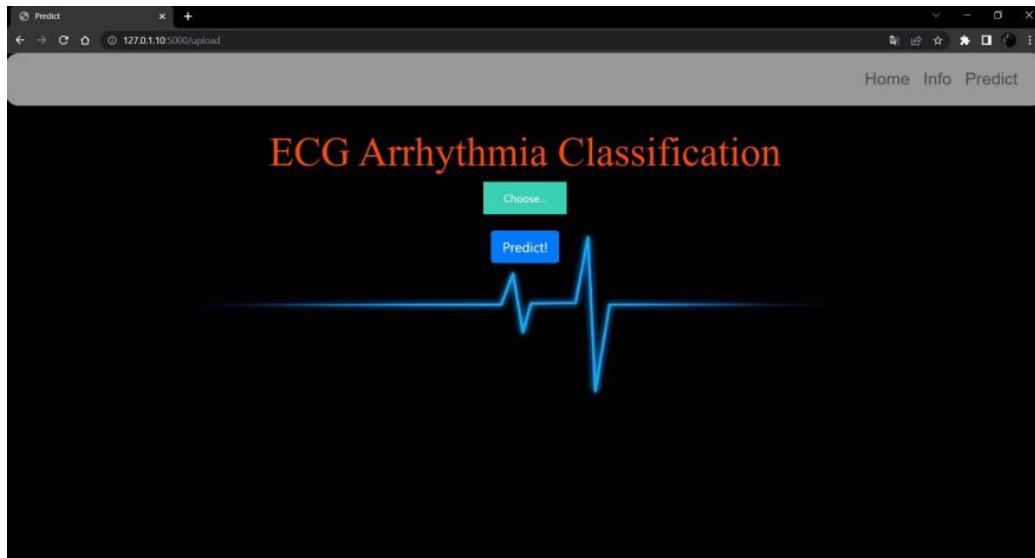 Predict
127.0.1.10:5000/upload
Home Info Predict
ECG Arrhythmia Classification
Choose...
Predict!